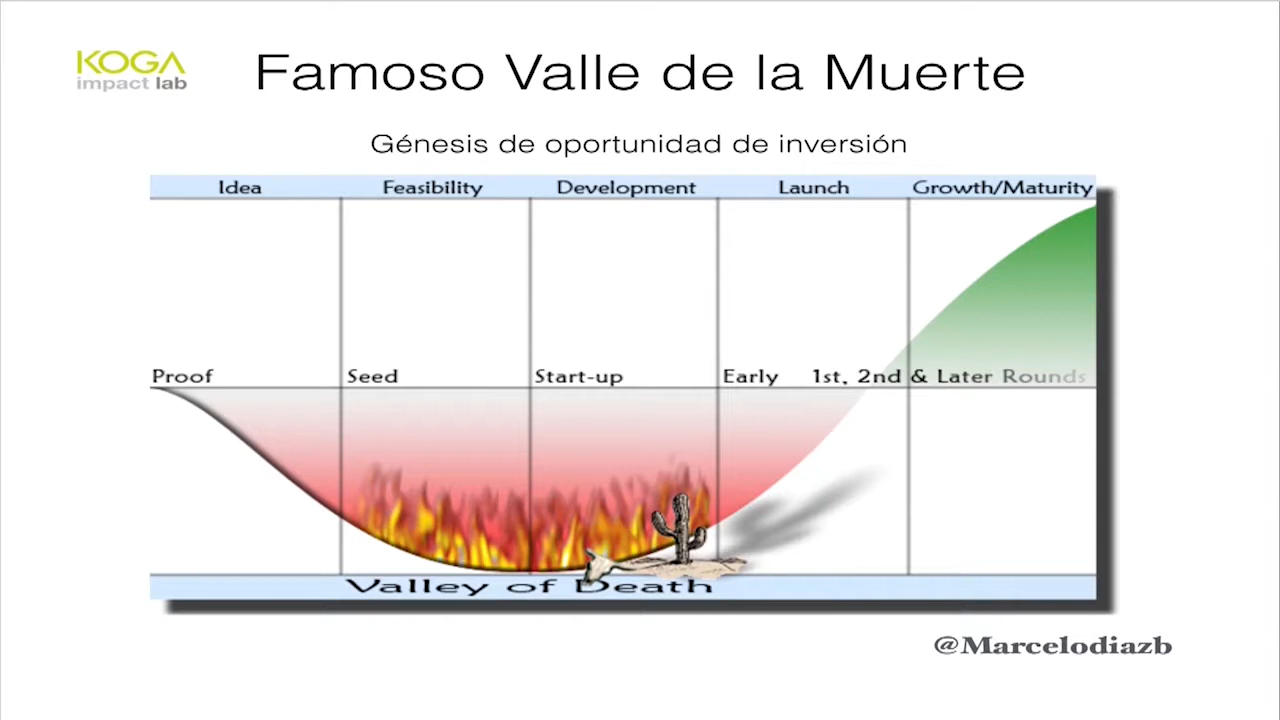 KOGA
impact lab
Famoso Valle de la Muerte
Génesis de oportunidad de inversión
Idea
Feasibility
Development
Launch
Growth/Maturity
Proof
Seed
Start-up
Early
1st, 2nd & Later Rounds
Valley of Death
@Marcelodiazb